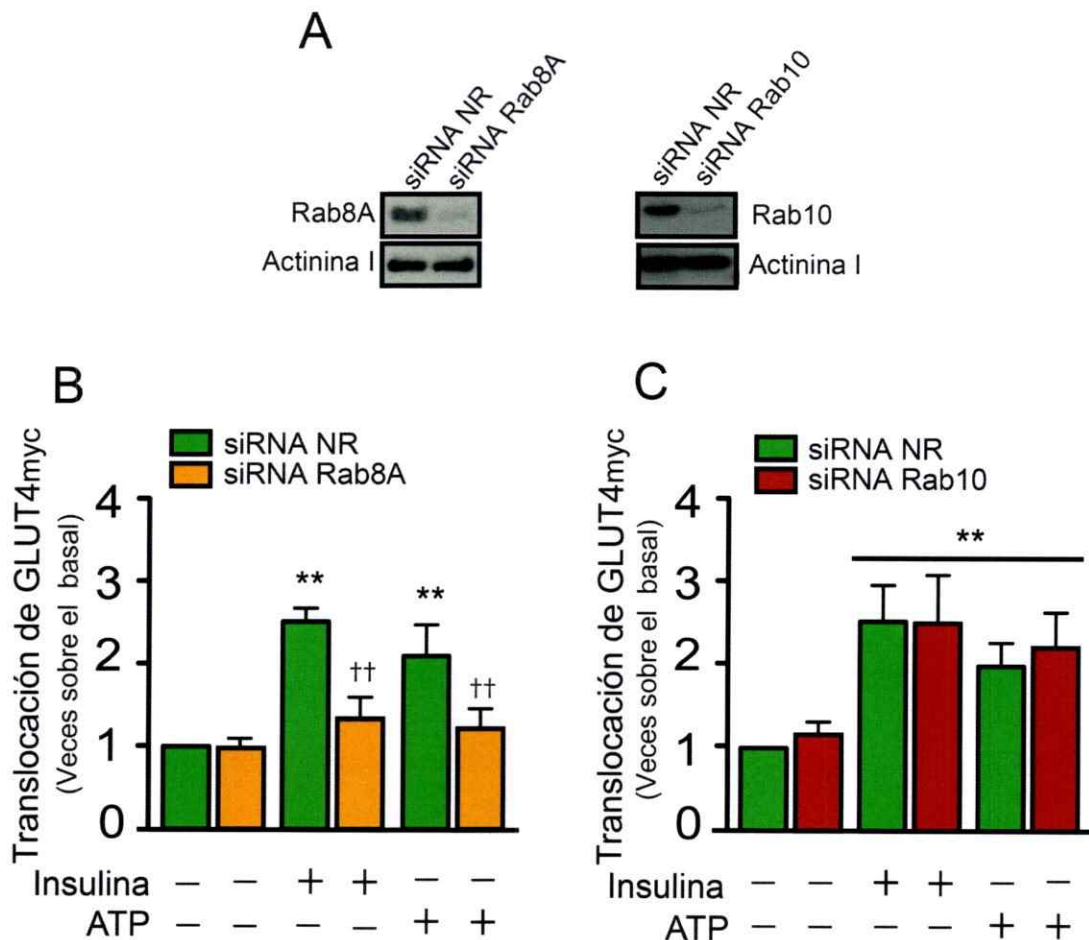 A
siRNA NR
siRNA Rab8A
siRNA NR
siRNA Rab10
Rab8A
Rab10
Actinina I
Actinina I
B
C
siRNA NR
siRNA Rab8A
siRNA NR
siRNA Rab10
Translocación de GLUT4myc
(Veces sobre el basal)
4
3
2
1
0
** ** †† ††
Translocación de GLUT4myc
(Veces sobre el basal)
4
3
2
1
0
**
Insulina − − + + − −
ATP − − − − + +
Insulina − − + + − −
ATP − − − − + +